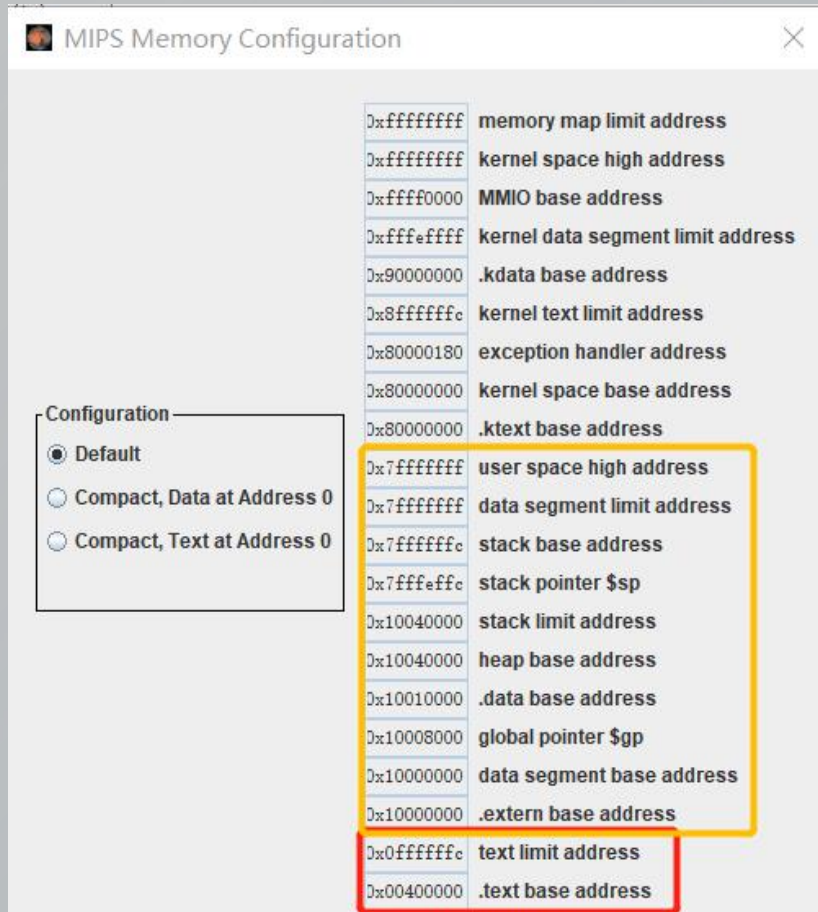 MIPS Memory Configuration
0xffffffff memory map limit address
0xffffffff kernel space high address
0xffff0000 MMIO base address
0xfffeffff kernel data segment limit address
0x90000000 .kdata base address
0x8ffffffc kernel text limit address
0x80000180 exception handler address
0x80000000 kernel space base address
0x80000000 .ktext base address
Configuration
Default
Compact, Data at Address 0
Compact, Text at Address 0
0x7fffffff user space high address
0x7fffffff data segment limit address
0x7ffffffc stack base address
0x7fffeffc stack pointer $sp
0x10040000 stack limit address
0x10040000 heap base address
0x10010000 .data base address
0x10008000 global pointer $gp
0x10000000 data segment base address
0x10000000 .extern base address
0x0ffffffc text limit address
0x00400000 .text base address